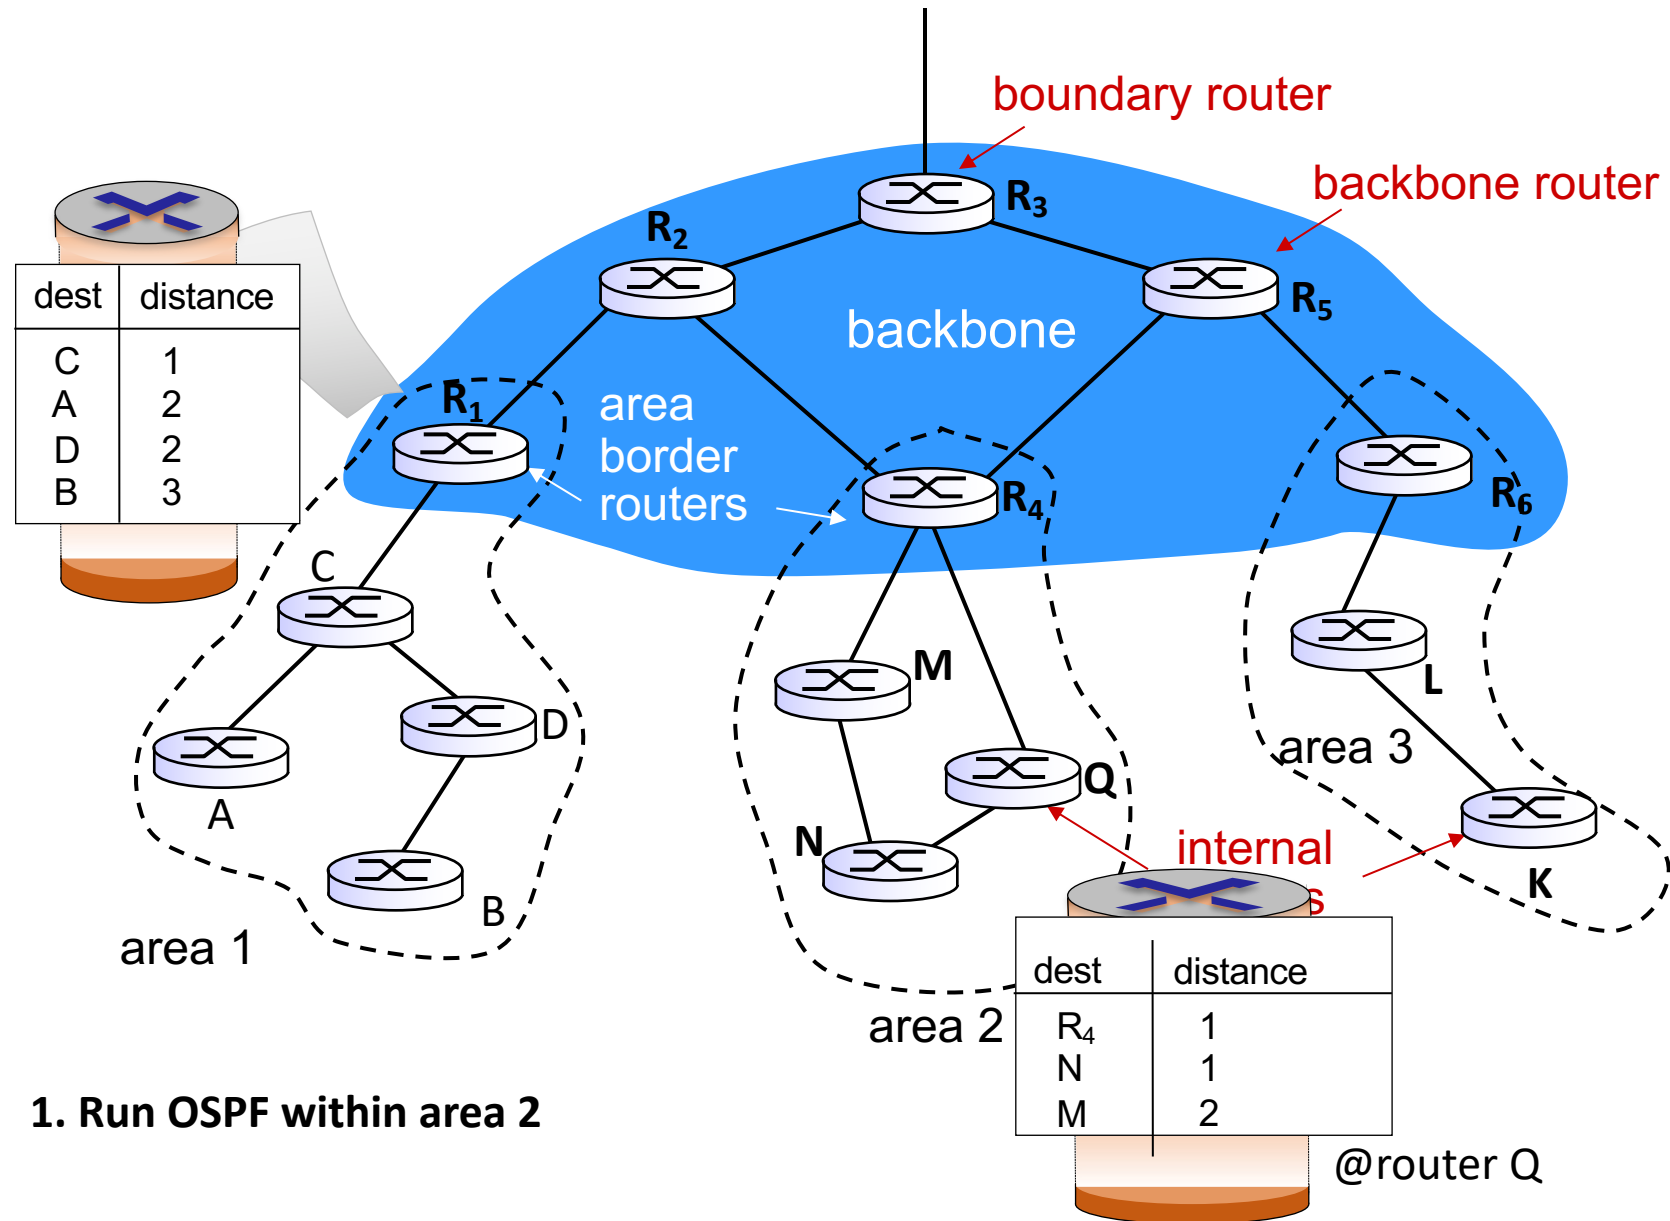 boundary router
backbone router
R3
R2
R5
backbone
dest distance
C 1
A 2
D 2
B 3
R1
area
border
routers
R4
R6
C
M
L
D
area 3
Q
A
N
internal
s
K
B
area 1
dest distance
area 2
R4 1
N 1
M 2
1. Run OSPF within area 2
@router Q